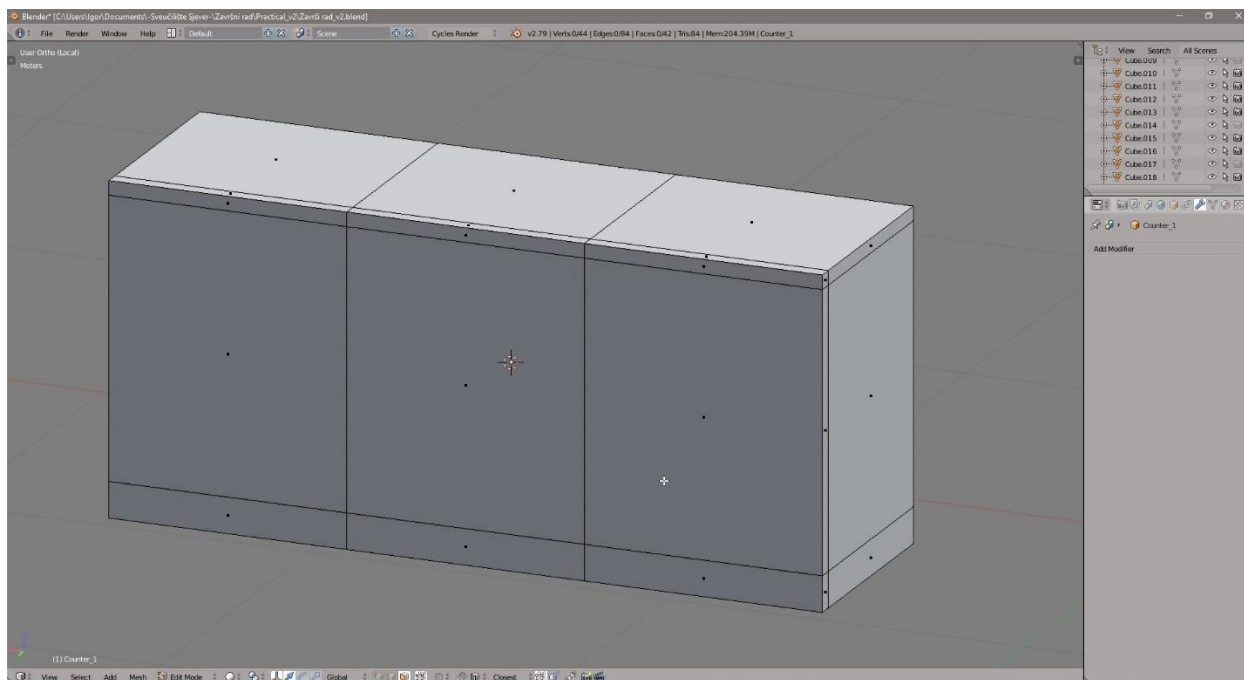 Blender* [C:\Users\Igor\Documents\-Sveučilište Sjever-\Završni rad\Practical_v2\Završi rad_v2.blend]
File Render Window Help Default Scene Cycles Render v2.79 | Verts:0/44 | Edges:0/84 | Faces:0/42 | Tris:84 | Mem:204.39M | Counter_1
User Ortho (Local)
Meters
View Search All Scenes
Cube.009
Cube.010
Cube.011
Cube.012
Cube.013
Cube.014
Cube.015
Cube.016
Cube.017
Cube.018
Counter_1
Add Modifier
(1) Counter_1
View Select Add Mesh Edit Mode Global Closest